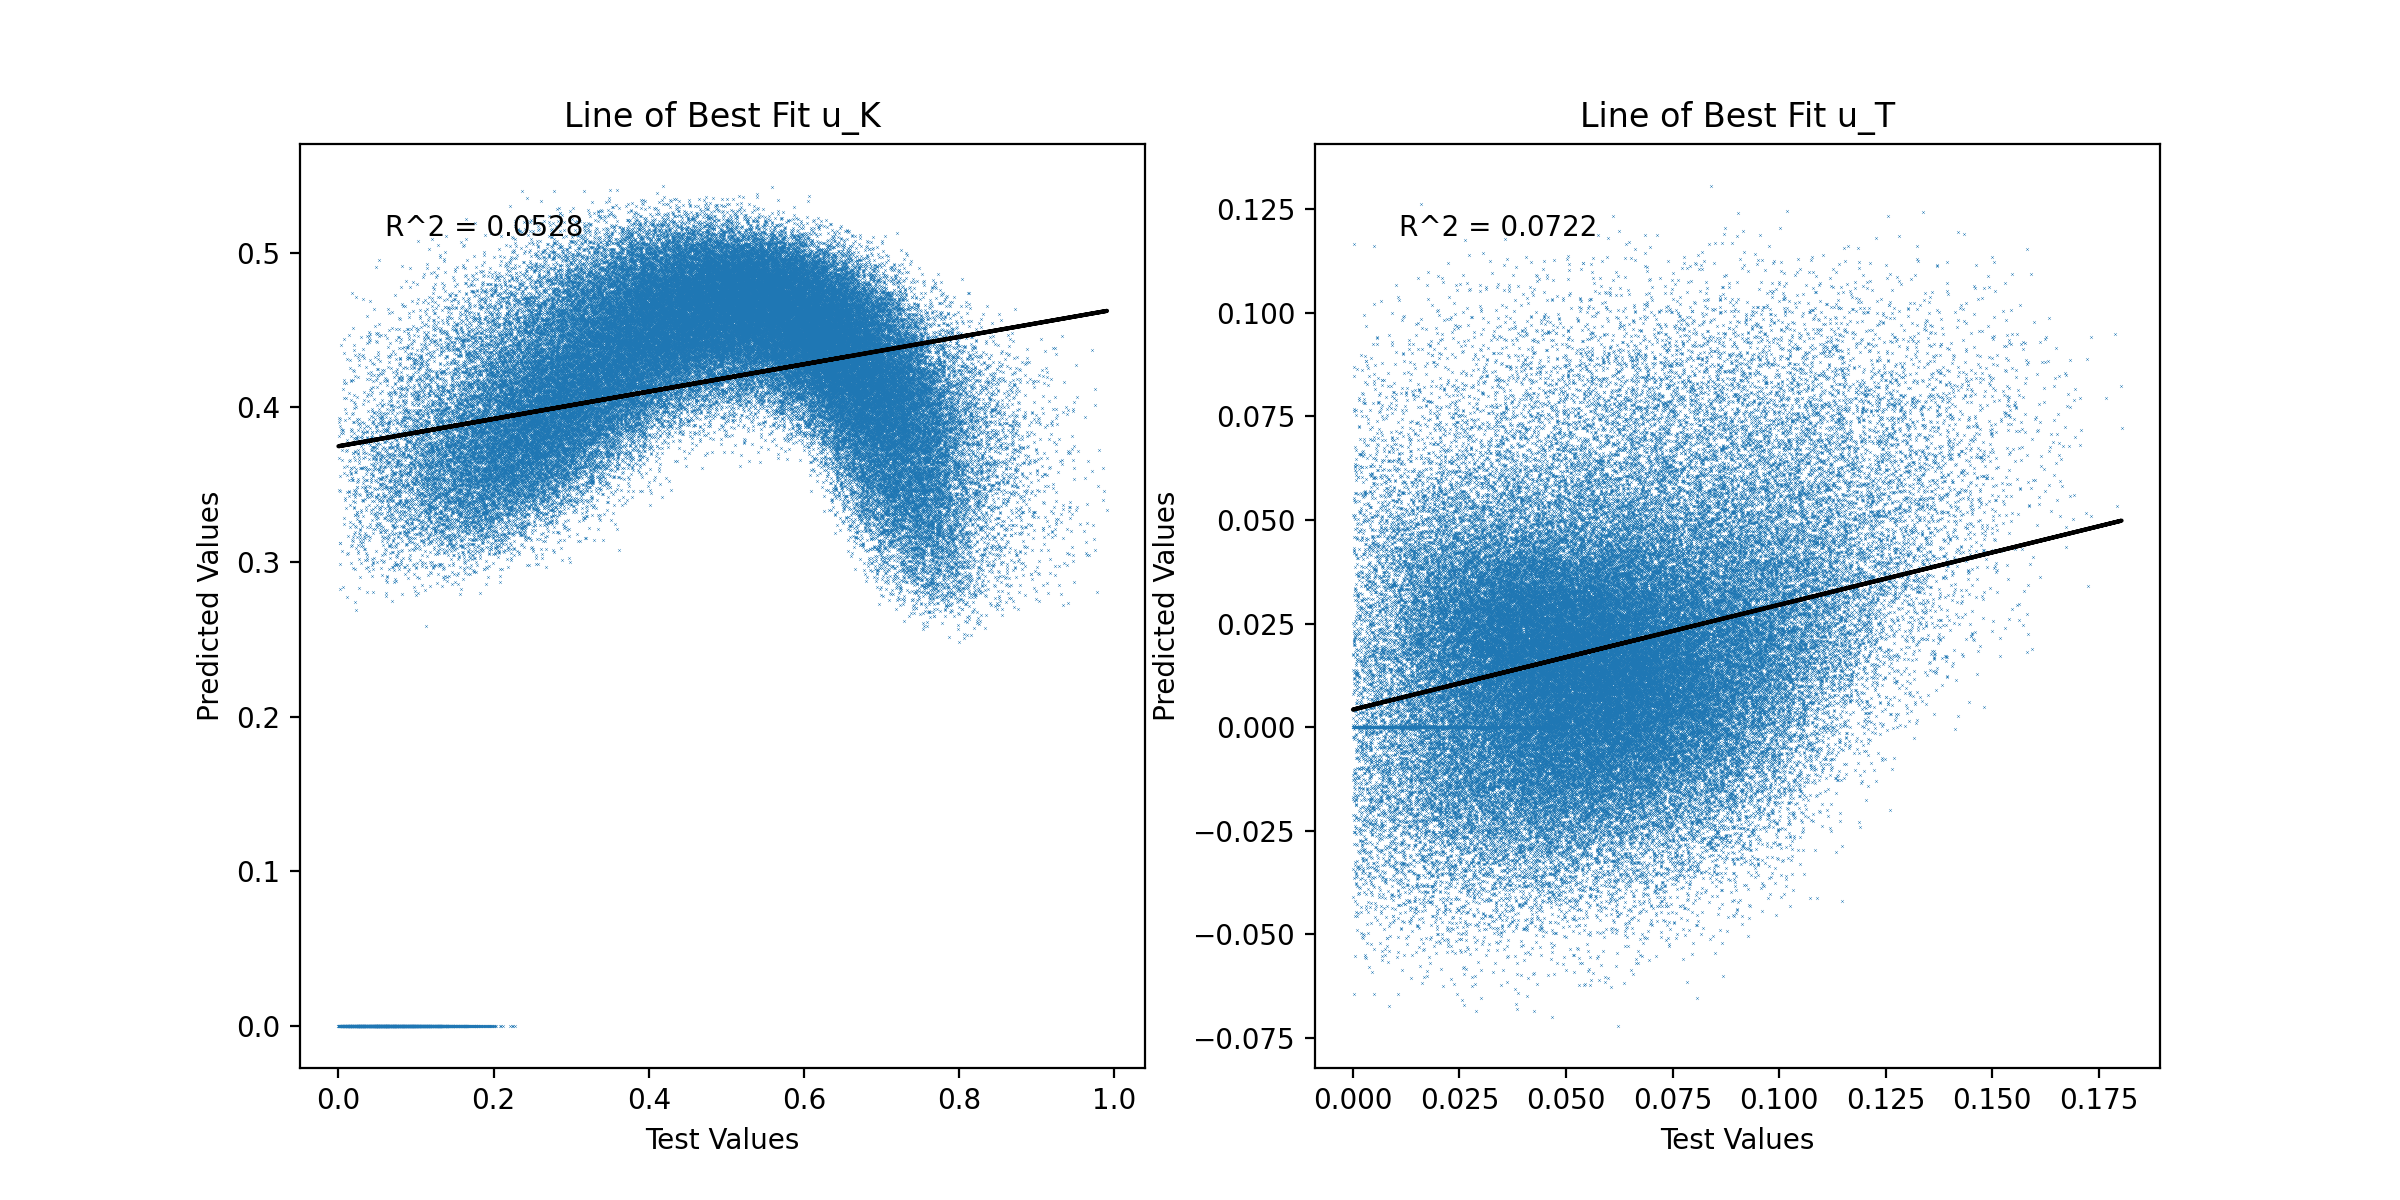 Line of Best Fit u_K
R^2 = 0.0528
Predicted Values
0.5
0.4
0.3
0.2
0.1
0.0
0.0 0.2 0.4 0.6 0.8 1.0
Test Values
Line of Best Fit u_T
R^2 = 0.0722
Predicted Values
0.125
0.100
0.075
0.050
0.025
0.000
−0.025
−0.050
−0.075
0.000 0.025 0.050 0.075 0.100 0.125 0.150 0.175
Test Values